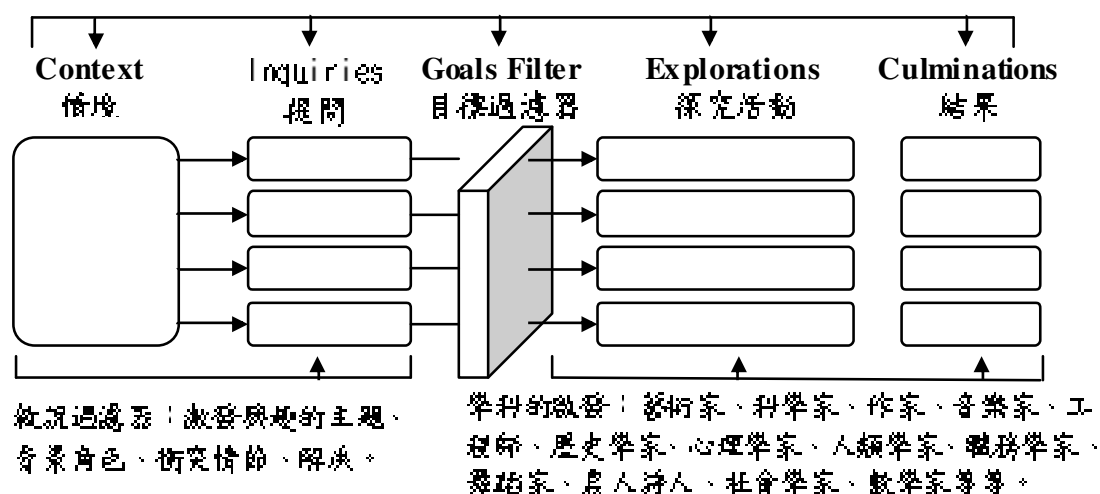 Context Inquiries Goals Filter Explorations Culminations
情境 提問 目標過濾器 探究活動 結果
概況過濾器：激發興趣的主題、
背景角色、衝突情節、解決。
學科的啟發：藝術家、科學家、作家、音樂家、工
程師、歷史學家、心理學家、人類學家、學家、
舞蹈家、詩人、社會學家、數學家等等。